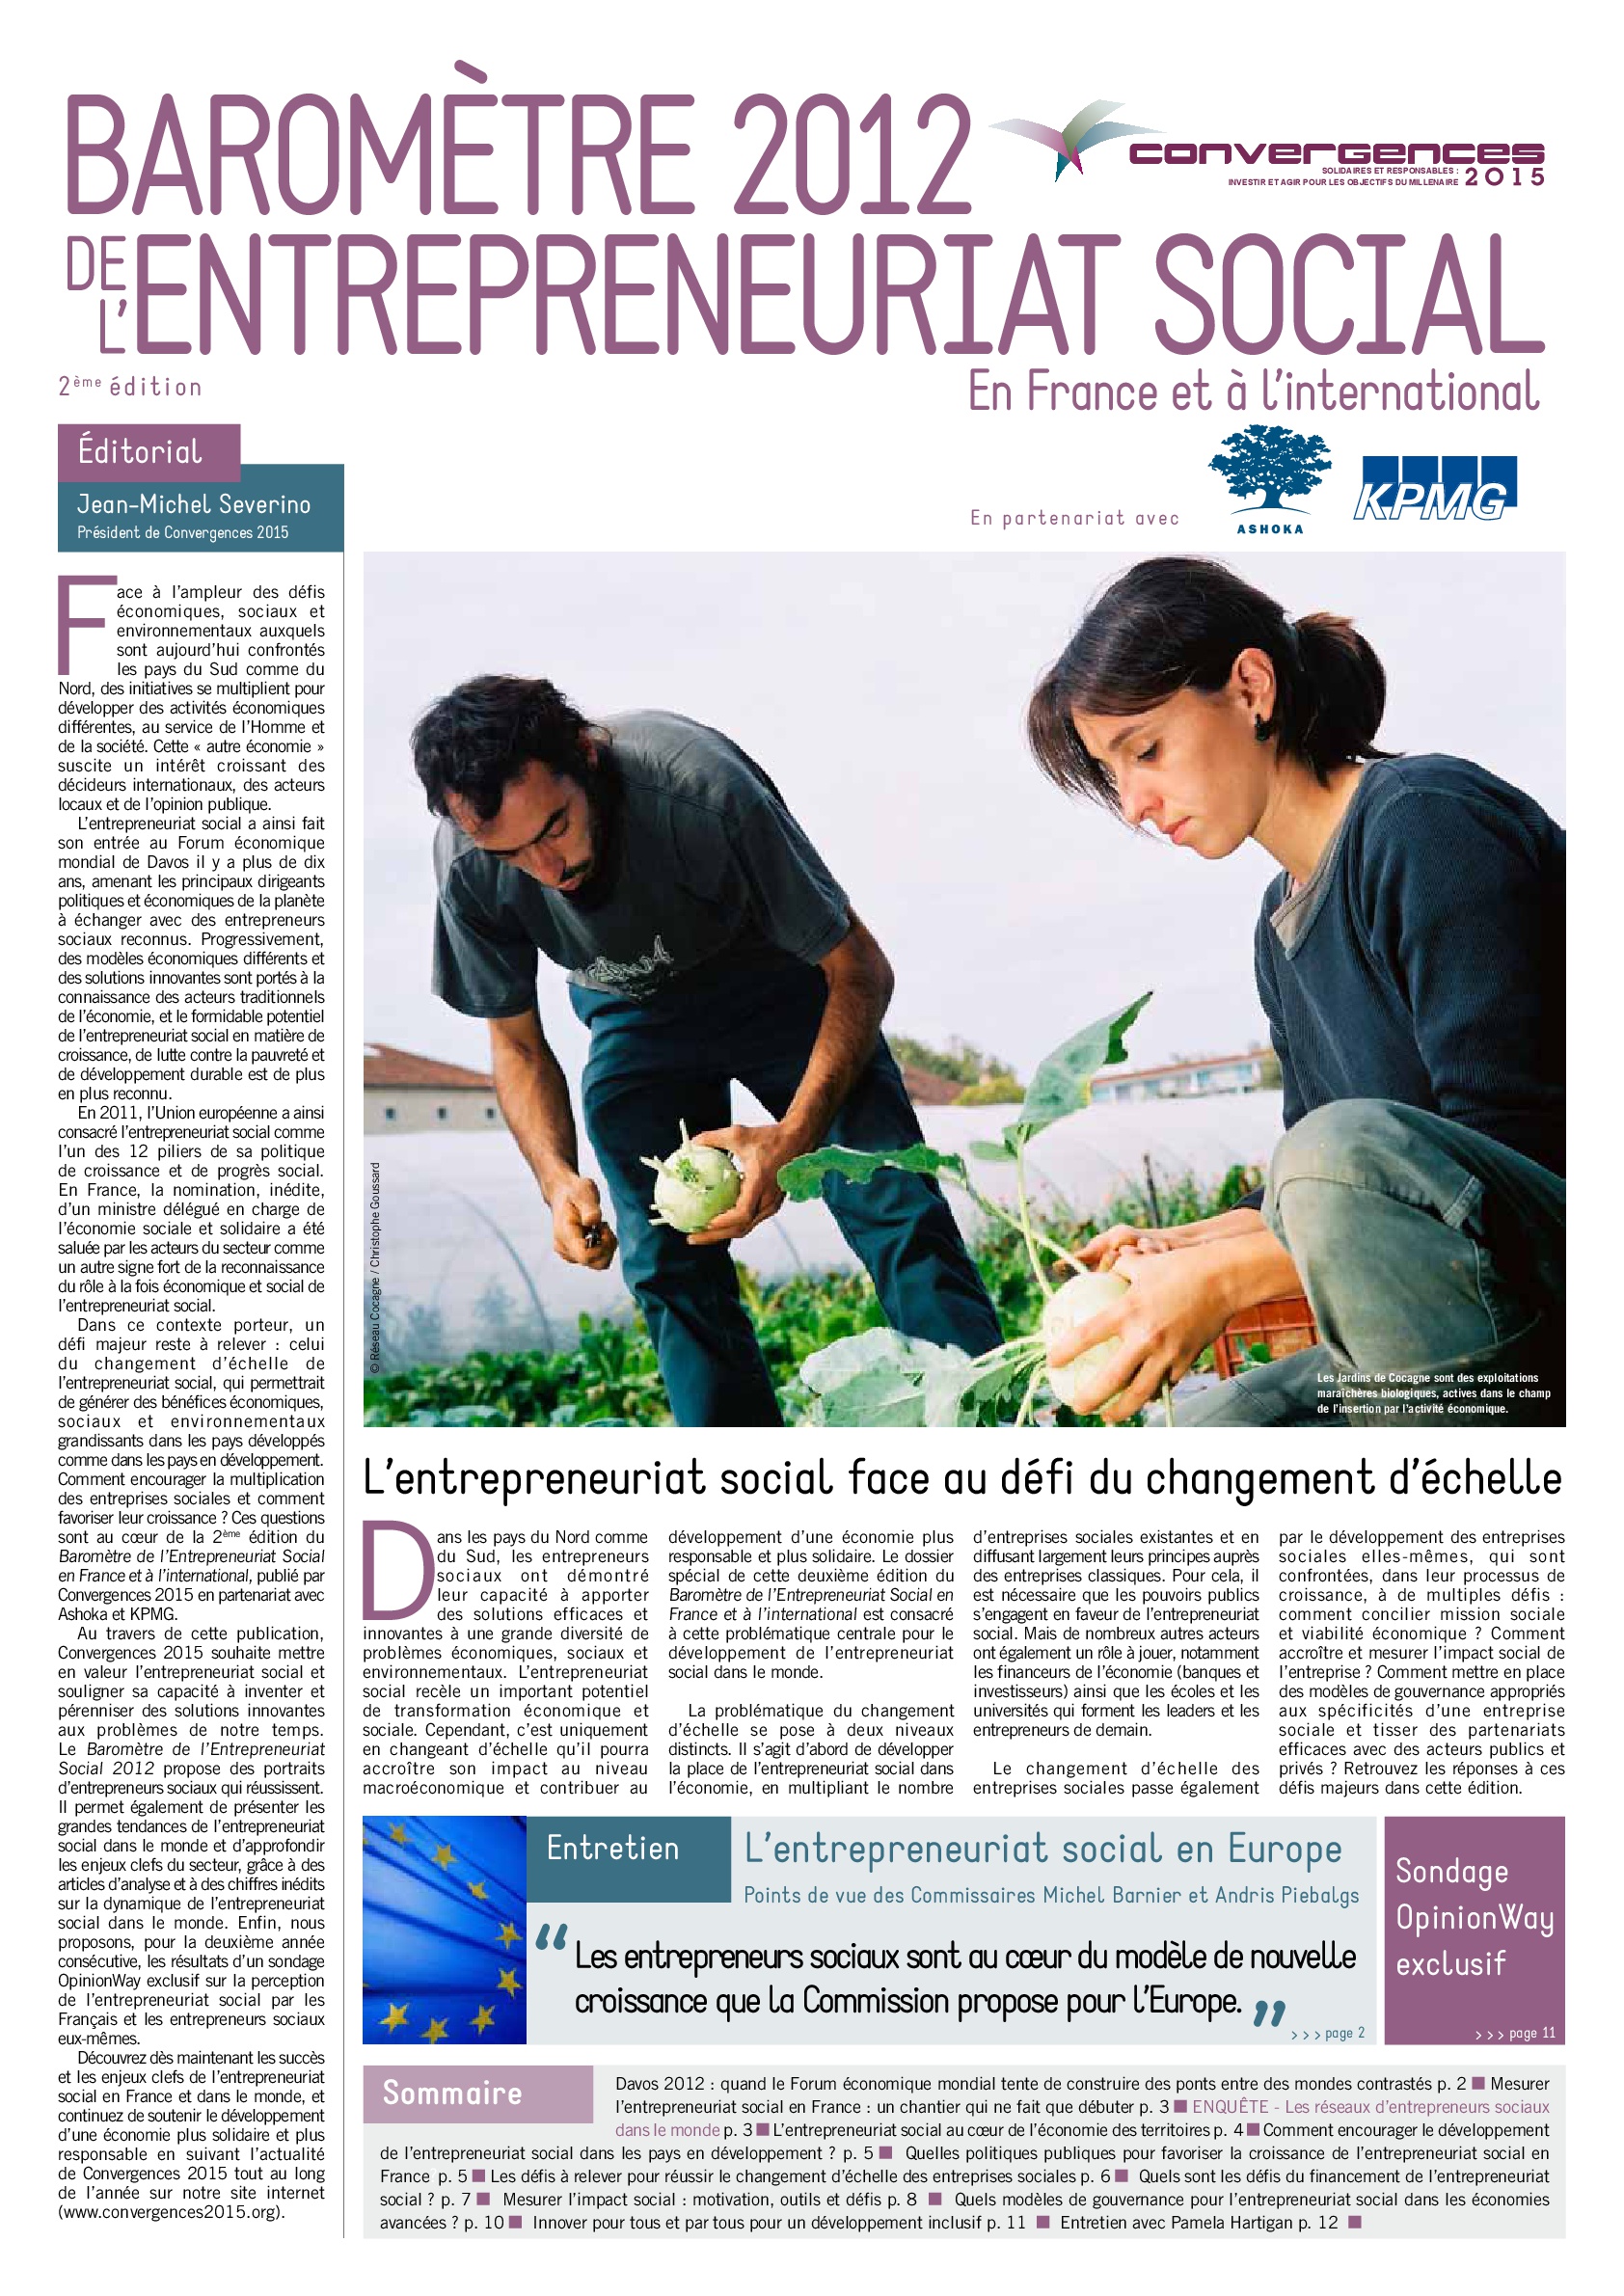 BAROMÈTRE 2012
convergences
SOLIDAIRES ET RESPONSABLES :
INVESTIR ET AGIR POUR LES OBJECTIFS DU MILLENAIRE 2015
DE L'ENTREPRENEURIAT SOCIAL
2ème édition
En France et à l'international
Éditorial
Jean-Michel Severino
Président de Convergences 2015
En partenariat avec
ASHOKA
KPMG
Face à l'ampleur des défis
économiques, sociaux et
environnementaux auxquels
sont aujourd'hui confrontés
les pays du Sud comme du
Nord, des initiatives se multiplient pour
développer des activités économiques
différentes, au service de l'Homme et
de la société. Cette « autre économie »
suscite un intérêt croissant des
décideurs internationaux, des acteurs
locaux et de l'opinion publique.
L'entrepreneuriat social a ainsi fait
son entrée au Forum économique
mondial de Davos il y a plus de dix
ans, amenant les principaux dirigeants
politiques et économiques de la planète
à échanger avec des entrepreneurs
sociaux reconnus. Progressivement,
des modèles économiques différents et
des solutions innovantes sont portés à la
connaissance des acteurs traditionnels
de l'économie, et le formidable potentiel
de l'entrepreneuriat social en matière de
croissance, de lutte contre la pauvreté et
de développement durable est de plus
en plus reconnu.
En 2011, l'Union européenne a ainsi
consacré l'entrepreneuriat social comme
l'un des 12 piliers de sa politique
de croissance et de progrès social.
En France, la nomination, inédite,
d'un ministre délégué en charge de
l'économie sociale et solidaire a été
saluée par les acteurs du secteur comme
un autre signe fort de la reconnaissance
du rôle à la fois économique et social de
l'entrepreneuriat social.
Dans ce contexte porteur, un
défi majeur reste à relever : celui
du changement d'échelle de
l'entrepreneuriat social, qui permettrait
de générer des bénéfices économiques,
sociaux et environnementaux
grandissants dans les pays développés
comme dans les pays en développement.
Comment encourager la multiplication
des entreprises sociales et comment
favoriser leur croissance ? Ces questions
sont au cœur de la 2ème édition du
Baromètre de l'Entrepreneuriat Social
en France et à l'international, publié par
Convergences 2015 en partenariat avec
Ashoka et KPMG.
Au travers de cette publication,
Convergences 2015 souhaite mettre
en valeur l'entrepreneuriat social et
souligner sa capacité à inventer et
pérenniser des solutions innovantes
aux problèmes de notre temps.
Le Baromètre de l'Entrepreneuriat
Social 2012 propose des portraits
d'entrepreneurs sociaux qui réussissent.
Il permet également de présenter les
grandes tendances de l'entrepreneuriat
social dans le monde et d'approfondir
les enjeux clefs du secteur, grâce à des
articles d'analyse et à des chiffres inédits
sur la dynamique de l'entrepreneuriat
social dans le monde. Enfin, nous
proposons, pour la deuxième année
consécutive, les résultats d'un sondage
OpinionWay exclusif sur la perception
de l'entrepreneuriat social par les
Français et les entrepreneurs sociaux
eux-mêmes.
Découvrez dès maintenant les succès
et les enjeux clefs de l'entrepreneuriat
social en France et dans le monde, et
continuez de soutenir le développement
d'une économie plus solidaire et plus
responsable en suivant l'actualité
de Convergences 2015 tout au long
de l'année sur notre site internet
(www.convergences2015.org).
© Réseau Cocagne / Christophe Goussard
Les Jardins de Cocagne sont des exploitations
maraîchères biologiques, actives dans le champ
de l'insertion par l'activité économique.
L'entrepreneuriat social face au défi du changement d'échelle
Dans les pays du Nord comme
du Sud, les entrepreneurs
sociaux ont démontré
leur capacité à apporter
des solutions efficaces et
innovantes à une grande diversité de
problèmes économiques, sociaux et
environnementaux. L'entrepreneuriat
social recèle un important potentiel
de transformation économique et
sociale. Cependant, c'est uniquement
en changeant d'échelle qu'il pourra
accroître son impact au niveau
macroéconomique et contribuer au
développement d'une économie plus
responsable et plus solidaire. Le dossier
spécial de cette deuxième édition du
Baromètre de l'Entrepreneuriat Social en
France et à l'international est consacré
à cette problématique centrale pour le
développement de l'entrepreneuriat
social dans le monde.
La problématique du changement
d'échelle se pose à deux niveaux
distincts. Il s'agit d'abord de développer
la place de l'entrepreneuriat social dans
l'économie, en multipliant le nombre
d'entreprises sociales existantes et en
diffusant largement leurs principes auprès
des entreprises classiques. Pour cela, il
est nécessaire que les pouvoirs publics
s'engagent en faveur de l'entrepreneuriat
social. Mais de nombreux autres acteurs
ont également un rôle à jouer, notamment
les financeurs de l'économie (banques et
investisseurs) ainsi que les écoles et les
universités qui forment les leaders et les
entrepreneurs de demain.
Le changement d'échelle des
entreprises sociales passe également
par le développement des entreprises
sociales elles-mêmes, qui sont
confrontées, dans leur processus de
croissance, à de multiples défis :
comment concilier mission sociale
et viabilité économique ? Comment
accroître et mesurer l'impact social de
l'entreprise ? Comment mettre en place
des modèles de gouvernance appropriés
aux spécificités d'une entreprise
sociale et tisser des partenariats
efficaces avec des acteurs publics et
privés ? Retrouvez les réponses à ces
défis majeurs dans cette édition.
Entretien
L'entrepreneuriat social en Europe
Points de vue des Commissaires Michel Barnier et Andris Piebalgs
“ Les entrepreneurs sociaux sont au cœur du modèle de nouvelle
croissance que la Commission propose pour l'Europe. ”
>>> page 2
Sondage
OpinionWay
exclusif
>>> page 11
Sommaire
Davos 2012 : quand le Forum économique mondial tente de construire des ponts entre des mondes contrastés p. 2 ■ Mesurer
l'entrepreneuriat social en France : un chantier qui ne fait que débuter p. 3 ■ ENQUÊTE - Les réseaux d'entrepreneurs sociaux
dans le monde p. 3 ■ L'entrepreneuriat social au cœur de l'économie des territoires p. 4 ■ Comment encourager le développement
de l'entrepreneuriat social dans les pays en développement ? p. 5 ■ Quelles politiques publiques pour favoriser la croissance de l'entrepreneuriat social en
France p. 5 ■ Les défis à relever pour réussir le changement d'échelle des entreprises sociales p. 6 ■ Quels sont les défis du financement de l'entrepreneuriat
social ? p. 7 ■ Mesurer l'impact social : motivation, outils et défis p. 8 ■ Quels modèles de gouvernance pour l'entrepreneuriat social dans les économies
avancées ? p. 10 ■ Innover pour tous et par tous pour un développement inclusif p. 11 ■ Entretien avec Pamela Hartigan p. 12 ■